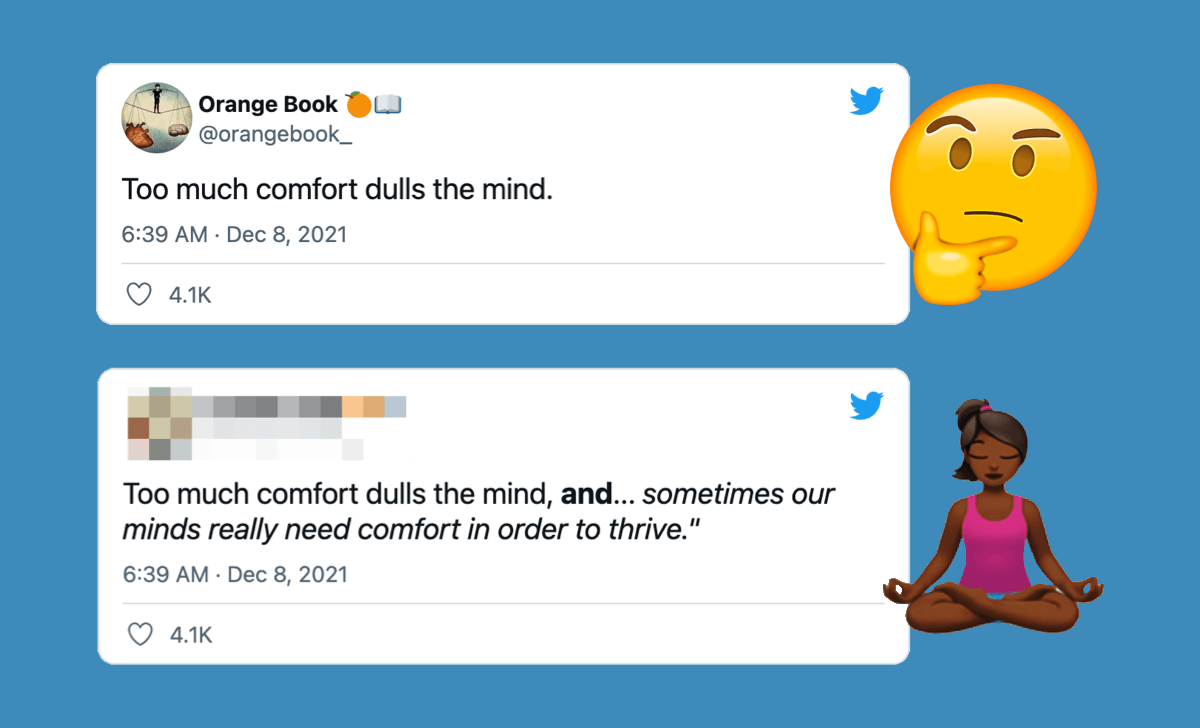 Orange Book 🍊📖
@orangebook_
Too much comfort dulls the mind.
6:39 AM · Dec 8, 2021
4.1K
Too much comfort dulls the mind, and... sometimes our
minds really need comfort in order to thrive."
6:39 AM · Dec 8, 2021
4.1K